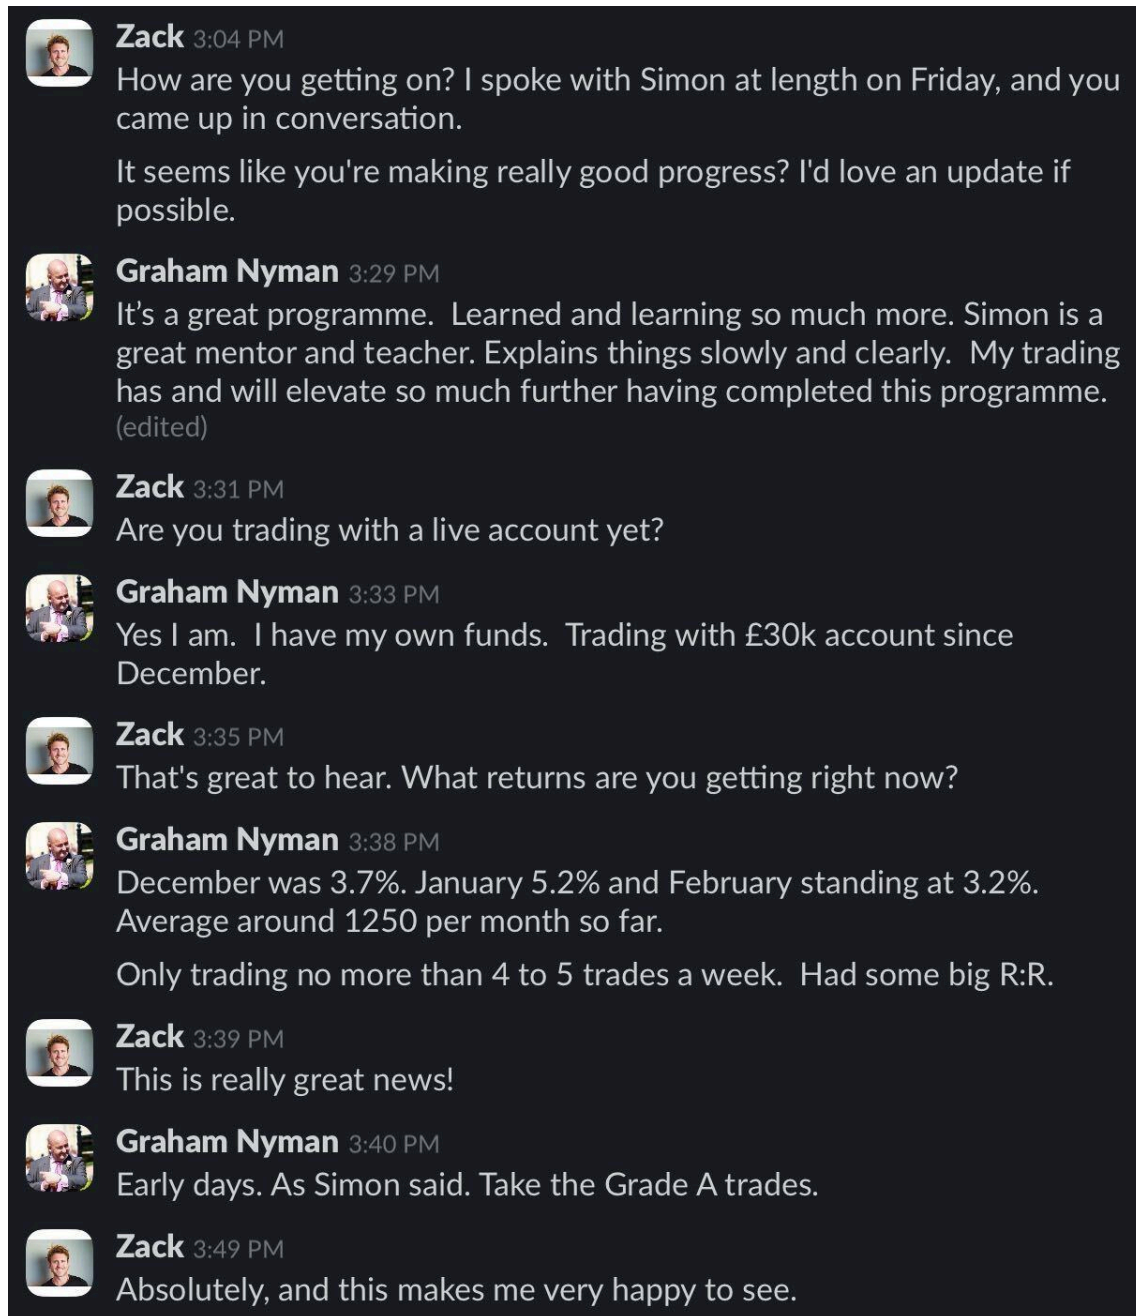 Zack 3:04 PM
How are you getting on? I spoke with Simon at length on Friday, and you
came up in conversation.
It seems like you're making really good progress? I'd love an update if
possible.
Graham Nyman 3:29 PM
It’s a great programme.  Learned and learning so much more. Simon is a
great mentor and teacher. Explains things slowly and clearly.  My trading
has and will elevate so much further having completed this programme.
(edited)
Zack 3:31 PM
Are you trading with a live account yet?
Graham Nyman 3:33 PM
Yes I am.  I have my own funds.  Trading with £30k account since
December.
Zack 3:35 PM
That's great to hear. What returns are you getting right now?
Graham Nyman 3:38 PM
December was 3.7%. January 5.2% and February standing at 3.2%.
Average around 1250 per month so far.
Only trading no more than 4 to 5 trades a week.  Had some big R:R.
Zack 3:39 PM
This is really great news!
Graham Nyman 3:40 PM
Early days. As Simon said. Take the Grade A trades.
Zack 3:49 PM
Absolutely, and this makes me very happy to see.